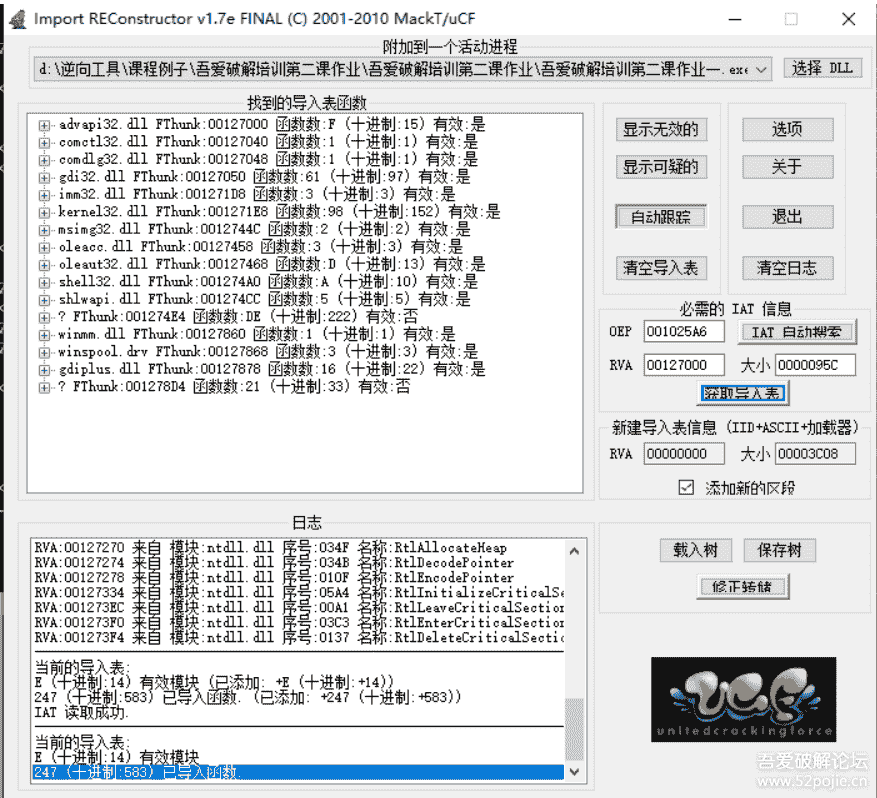 Import REConstructor v1.7e FINAL (C) 2001-2010 MackT/uCF
附加到一个活动进程
d:\逆向工具\课程例子\吾爱破解培训第二课作业\吾爱破解培训第二课作业\吾爱破解培训第二课作业一.exe
选择 DLL
找到的导入表函数
advapi32.dll FThunk:00127000 函数数:F (十进制:15) 有效:是
comctl32.dll FThunk:00127040 函数数:1 (十进制:1) 有效:是
comdlg32.dll FThunk:00127048 函数数:1 (十进制:1) 有效:是
gdi32.dll FThunk:00127050 函数数:61 (十进制:97) 有效:是
imm32.dll FThunk:001271D8 函数数:3 (十进制:3) 有效:是
kernel32.dll FThunk:001271E8 函数数:98 (十进制:152) 有效:是
msimg32.dll FThunk:0012744C 函数数:2 (十进制:2) 有效:是
oleacc.dll FThunk:00127458 函数数:3 (十进制:3) 有效:是
oleaut32.dll FThunk:00127468 函数数:D (十进制:13) 有效:是
shell32.dll FThunk:001274A0 函数数:A (十进制:10) 有效:是
shlwapi.dll FThunk:001274CC 函数数:5 (十进制:5) 有效:是
? FThunk:001274E4 函数数:DE (十进制:222) 有效:否
winmm.dll FThunk:00127860 函数数:1 (十进制:1) 有效:是
winspool.drv FThunk:00127868 函数数:3 (十进制:3) 有效:是
gdiplus.dll FThunk:00127878 函数数:16 (十进制:22) 有效:是
? FThunk:001278D4 函数数:21 (十进制:33) 有效:否
显示无效的
选项
显示可疑的
关于
自动跟踪
退出
清空导入表
清空日志
必需的 IAT 信息
OEP 001025A6 IAT 自动搜索
RVA 00127000 大小 0000095C
获取导入表
新建导入表信息 (IID+ASCII+加载器)
RVA 00000000 大小 00003C08
添加新的区段
日志
RVA:00127270 来自 模块:ntdll.dll 序号:034F 名称:RtlAllocateHeap
RVA:00127274 来自 模块:ntdll.dll 序号:034B 名称:RtlDecodePointer
RVA:00127278 来自 模块:ntdll.dll 序号:010F 名称:RtlEncodePointer
RVA:00127334 来自 模块:ntdll.dll 序号:05A4 名称:RtlInitializeCriticalSe
RVA:001273EC 来自 模块:ntdll.dll 序号:00A1 名称:RtlLeaveCriticalSection
RVA:001273F0 来自 模块:ntdll.dll 序号:03C3 名称:RtlEnterCriticalSection
RVA:001273F4 来自 模块:ntdll.dll 序号:0137 名称:RtlDeleteCriticalSectic
当前的导入表:
E (十进制:14) 有效模块 (已添加: +E (十进制:+14))
247 (十进制:583) 已导入函数. (已添加: +247 (十进制:+583))
IAT 读取成功.
当前的导入表:
E (十进制:14) 有效模块
247 (十进制:583) 已导入函数.
载入树
保存树
修正转储
uCF
unitedcrackingforce
吾爱破解论坛
www.52pojie.cn